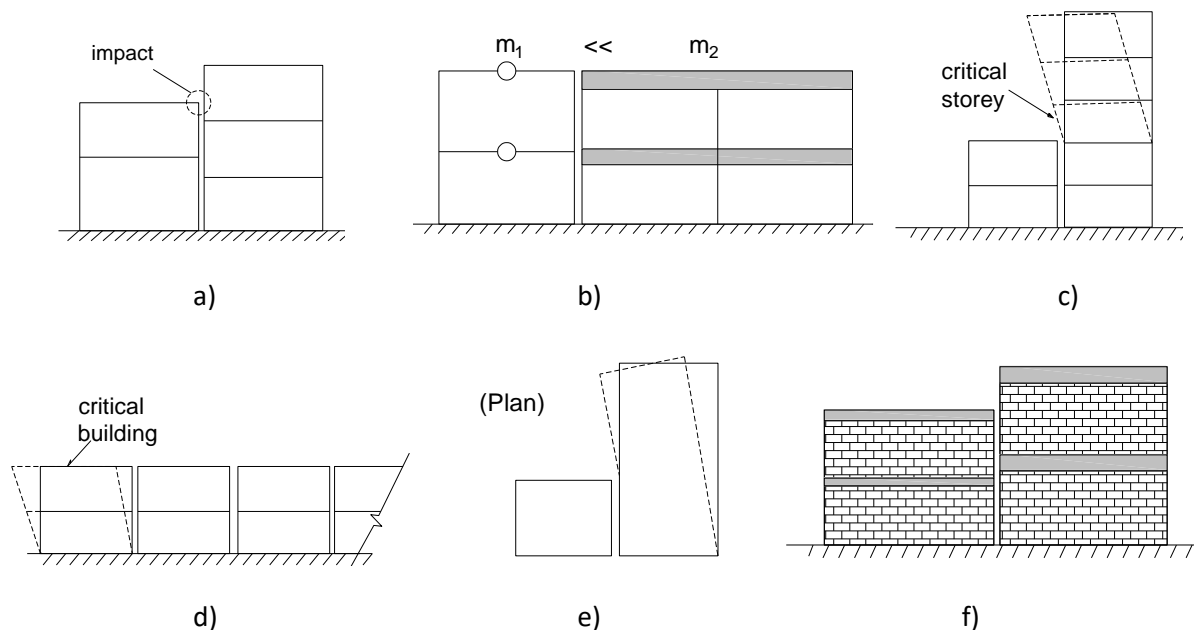 impact
a)
m1 << m2
b)
critical
storey
c)
critical
building
d)
(Plan)
e)
f)